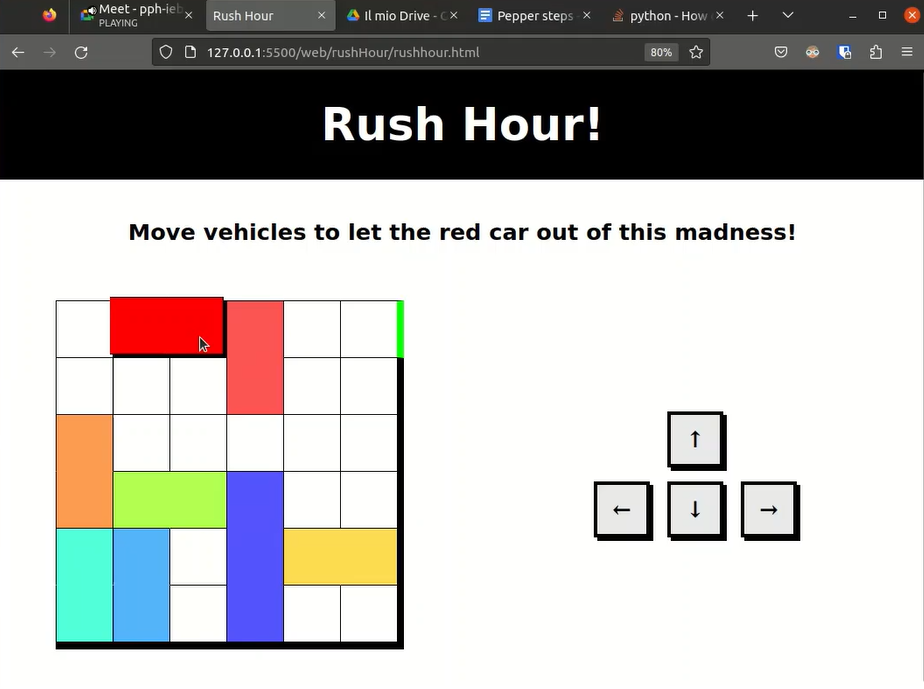 Meet - pph-ieb
PLAYING
Rush Hour
Il mio Drive - G
Pepper steps
python - How
127.0.0.1:5500/web/rushHour/rushhour.html
80%
Rush Hour!
Move vehicles to let the red car out of this madness!
↑
← ↓ →